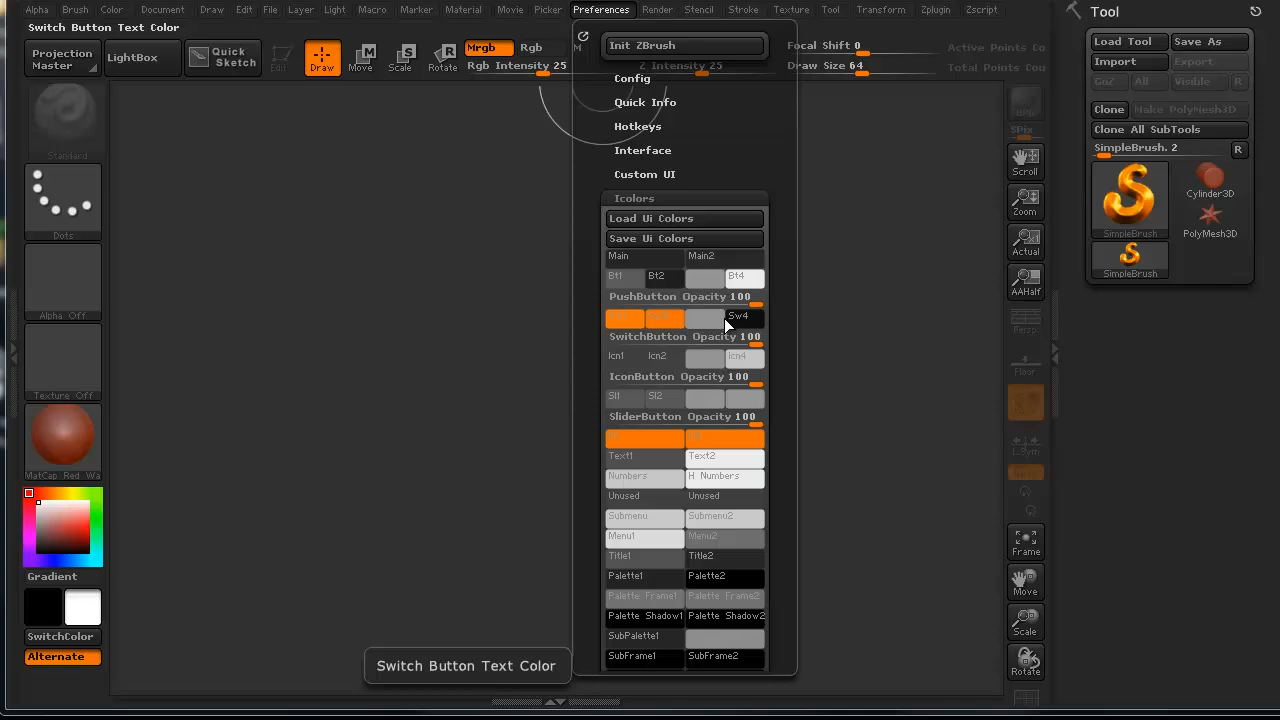 Alpha Brush Color Document Draw Edit File Layer Light Macro Marker Material Movie Picker Preferences Render Stencil Stroke Texture Tool Transform Zplugin Zscript
Switch Button Text Color
Projection
Master
LightBox
Quick
Sketch
Edit
Draw
Move
Scale
Rotate
Mrgb Rgb M
Rgb Intensity 25
Z Intensity 25
Focal Shift 0
Draw Size 64
Active Points Cou
Total Points Cou
Init ZBrush
Config
Quick Info
Hotkeys
Interface
Custom UI
Icolors
Load Ui Colors
Save Ui Colors
Main Main2
Bt1 Bt2 Bt4
PushButton Opacity 100
Sw4
SwitchButton Opacity 100
Icn1 Icn2 Icn4
IconButton Opacity 100
Sl1 Sl2
SliderButton Opacity 100
Text1 Text2
Numbers H Numbers
Unused Unused
Submenu Submenu2
Menu1 Menu2
Title1 Title2
Palette1 Palette2
Palette Frame1 Palette Frame2
Palette Shadow1 Palette Shadow2
SubPalette1
SubFrame1 SubFrame2
Switch Button Text Color
Standard
Dots
Alpha Off
Texture Off
MatCap Red Wa
Gradient
SwitchColor
Alternate
SPix
Scroll
Zoom
Actual
AAHalf
Persp
Floor
L.Sym
Frame
Move
Scale
Rotate
Tool
Load Tool Save As
Import Export
GoZ All Visible R
Clone Make PolyMesh3D
Clone All SubTools
SimpleBrush. 2 R
SimpleBrush
Cylinder3D
PolyMesh3D
SimpleBrush